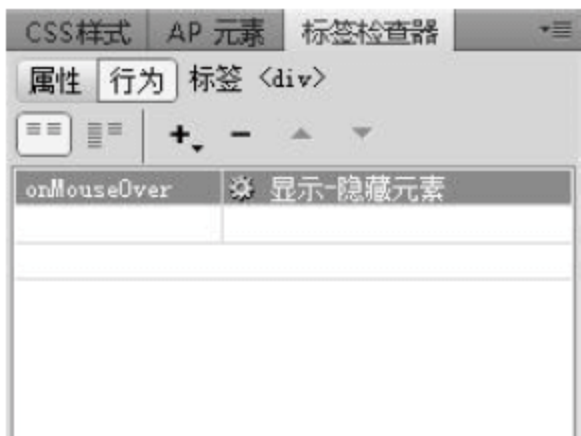 CSS样式 AP 元素 标签检查器
属性 行为 标签 <div>
onMouseOver 显示-隐藏元素